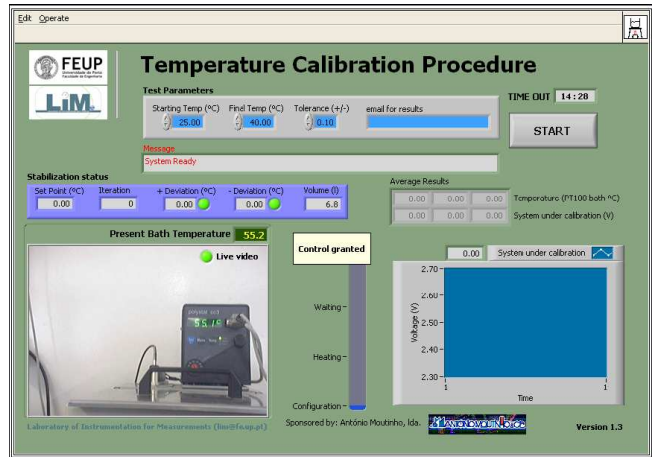 Edit Operate
FEUP
Universidade do Porto
Faculdade de Engenharia
LiM
Temperature Calibration Procedure
Test Parameters
Starting Temp (ºC) Final Temp (ºC) Tolerance (+/-) email for results
25.00 40.00 0.10
TIME OUT 14:28
START
Message
System Ready
Stabilization status
Set Point (ºC) Iteration + Deviation (ºC) - Deviation (ºC) Volume (l)
0.00 0 0.00 0.00 6.8
Average Results
0.00 0.00 0.00 Temperature (PT100 bath ºC)
0.00 0.00 0.00 System under calibration (V)
Present Bath Temperature 55.2
Live video
Control granted
Waiting
Heating
Configuration
0.00 System under calibration
Voltage (V)
2.70
2.60
2.50
2.40
2.30
1 1
Time
Laboratory of Instrumentation for Measurements (lim@fe.up.pt)
Sponsored by: António Moutinho, lda.
Version 1.3